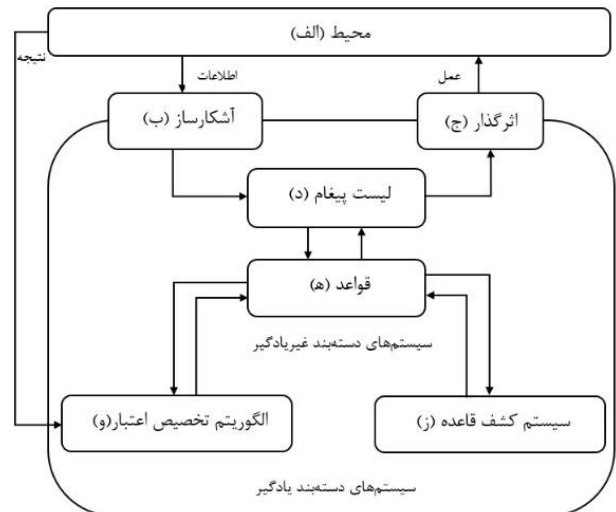 محیط (الف)
نتیجه
اطلاعات
عمل
آشکارساز (ب)
اثرگذار (ج)
لیست پیغام (د)
قواعد (ه)
سیستم‌های دسته‌بند غیریادگیر
الگوریتم تخصیص اعتبار(و)
سیستم کشف قاعده (ز)
سیستم‌های دسته‌بند یادگیر